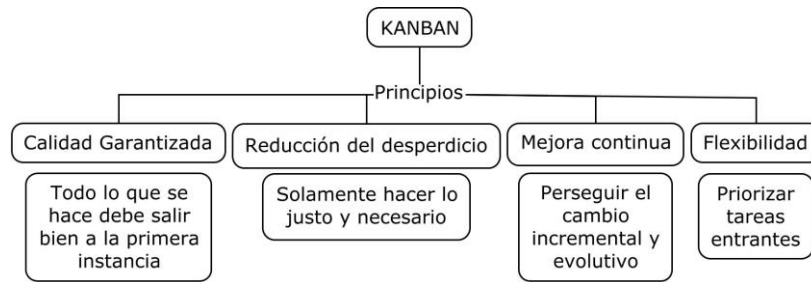 KANBAN
Principios
Calidad Garantizada
Reducción del desperdicio
Mejora continua
Flexibilidad
Todo lo que se
hace debe salir
bien a la primera
instancia
Solamente hacer lo
justo y necesario
Perseguir el
cambio
incremental y
evolutivo
Priorizar
tareas
entrantes